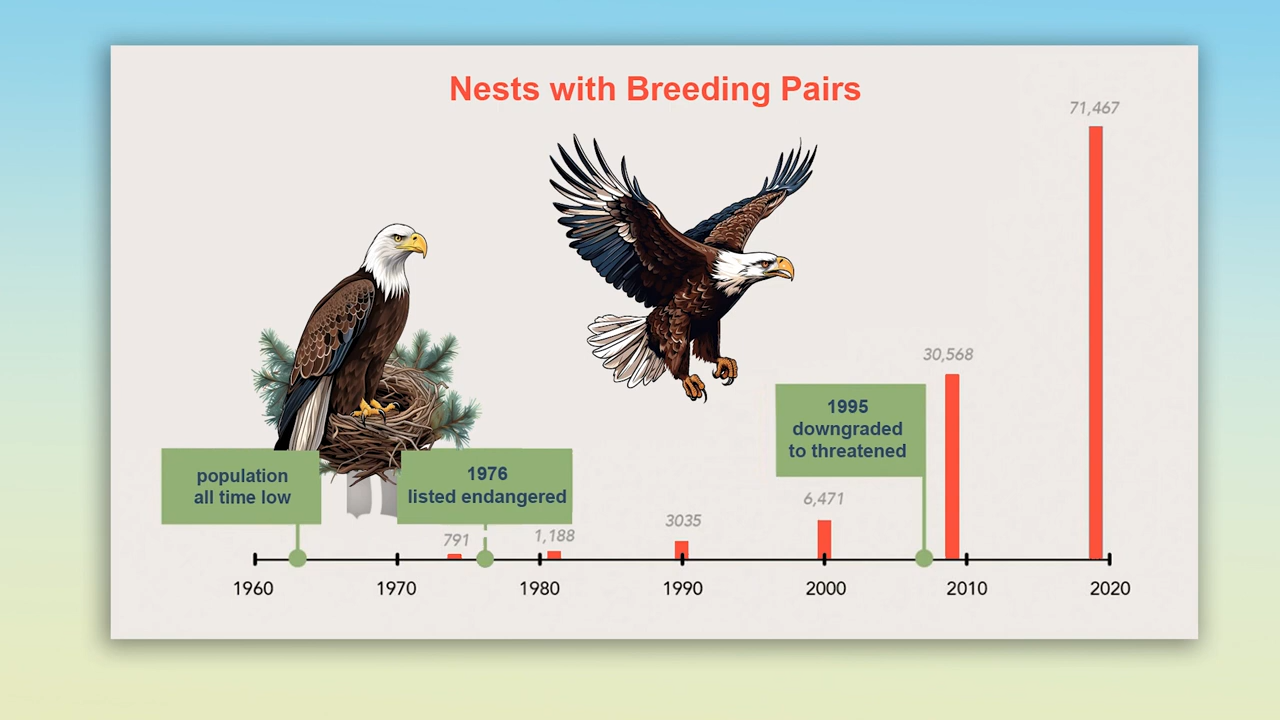 Nests with Breeding Pairs
71,467
30,568
1995
downgraded
to threatened
population
all time low
1976
listed endangered
6,471
3035
1,188
791
1960 1970 1980 1990 2000 2010 2020